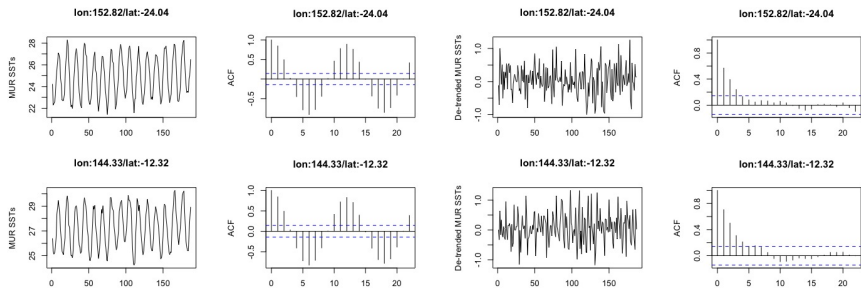 lon:152.82/lat:-24.04
lon:152.82/lat:-24.04
lon:152.82/lat:-24.04
lon:152.82/lat:-24.04
MUR SSTs
22 24 26 28
0 50 100 150
ACF
-0.5 0.0 0.5 1.0
0 5 10 15 20
De-trended MUR SSTs
-1.0 0.0 1.0
0 50 100 150
ACF
0.0 0.4 0.8
0 5 10 15 20
lon:144.33/lat:-12.32
lon:144.33/lat:-12.32
lon:144.33/lat:-12.32
lon:144.33/lat:-12.32
MUR SSTs
25 27 29
0 50 100 150
ACF
-0.5 0.0 0.5 1.0
0 5 10 15 20
De-trended MUR SSTs
-1.0 0.0 1.0
0 50 100 150
ACF
0.0 0.4 0.8
0 5 10 15 20